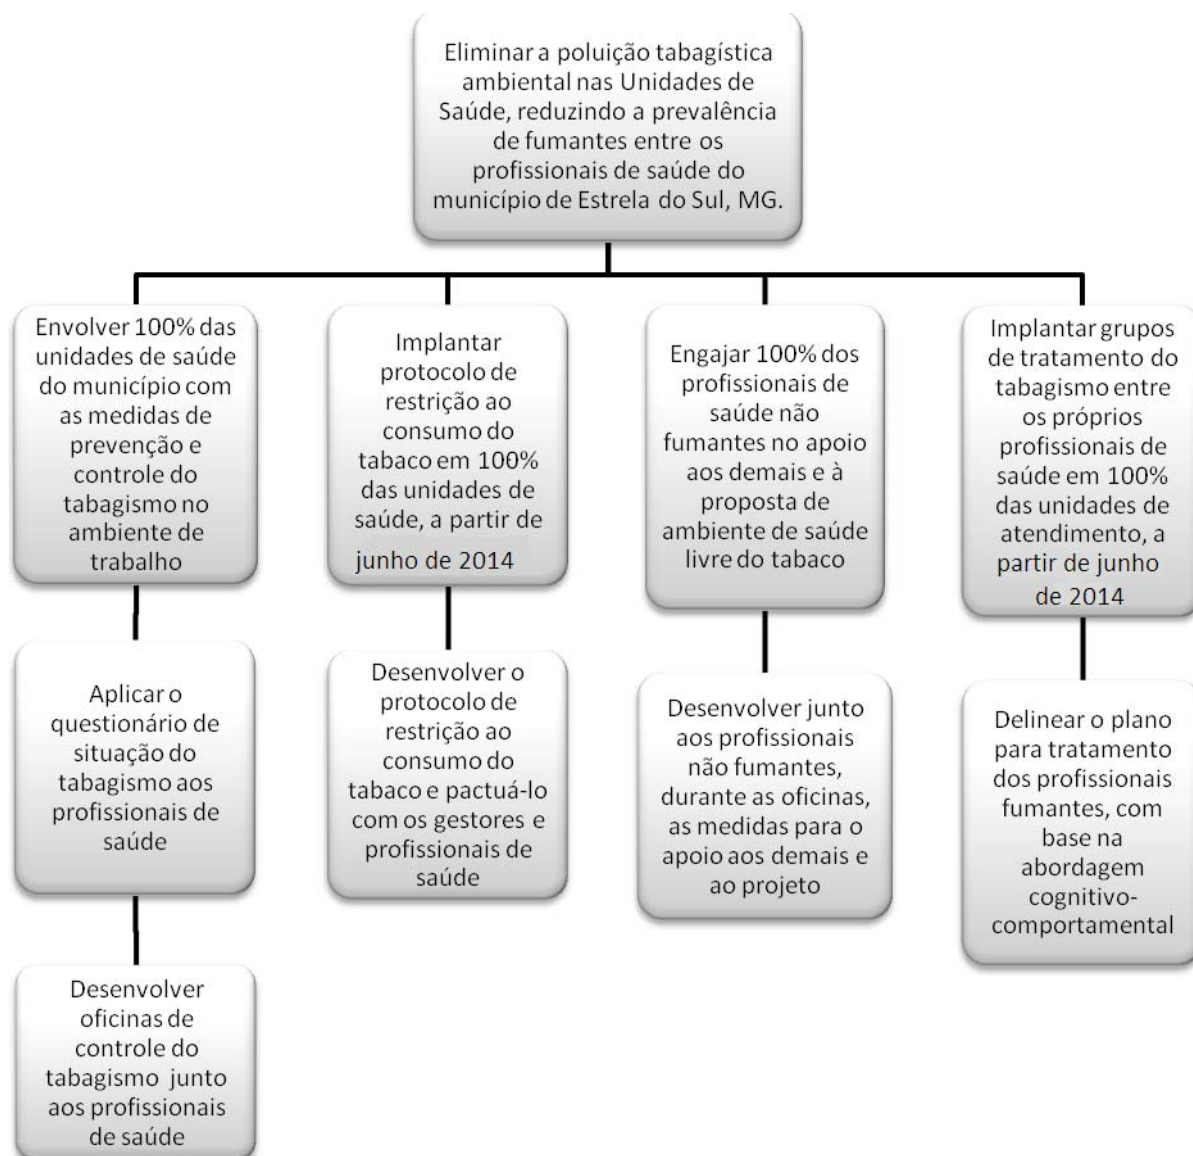 Eliminar a poluição tabagística
ambiental nas Unidades de
Saúde, reduzindo a prevalência
de fumantes entre os
profissionais de saúde do
município de Estrela do Sul, MG.
Envolver 100% das
unidades de saúde
do município com
as medidas de
prevenção e
controle do
tabagismo no
ambiente de
trabalho
Implantar
protocolo de
restrição ao
consumo do
tabaco em 100%
das unidades de
saúde, a partir de
junho de 2014
Engajar 100% dos
profissionais de
saúde não
fumantes no apoio
aos demais e à
proposta de
ambiente de saúde
livre do tabaco
Implantar grupos
de tratamento do
tabagismo entre
os próprios
profissionais de
saúde em 100%
das unidades de
atendimento, a
partir de junho
de 2014
Aplicar o
questionário de
situação do
tabagismo aos
profissionais de
saúde
Desenvolver o
protocolo de
restrição ao
consumo do
tabaco e pactuá-lo
com os gestores e
profissionais de
saúde
Desenvolver junto
aos profissionais
não fumantes,
durante as oficinas,
as medidas para o
apoio aos demais e
ao projeto
Delinear o plano
para tratamento
dos profissionais
fumantes, com
base na
abordagem
cognitivo-
comportamental
Desenvolver
oficinas de
controle do
tabagismo junto
aos profissionais
de saúde